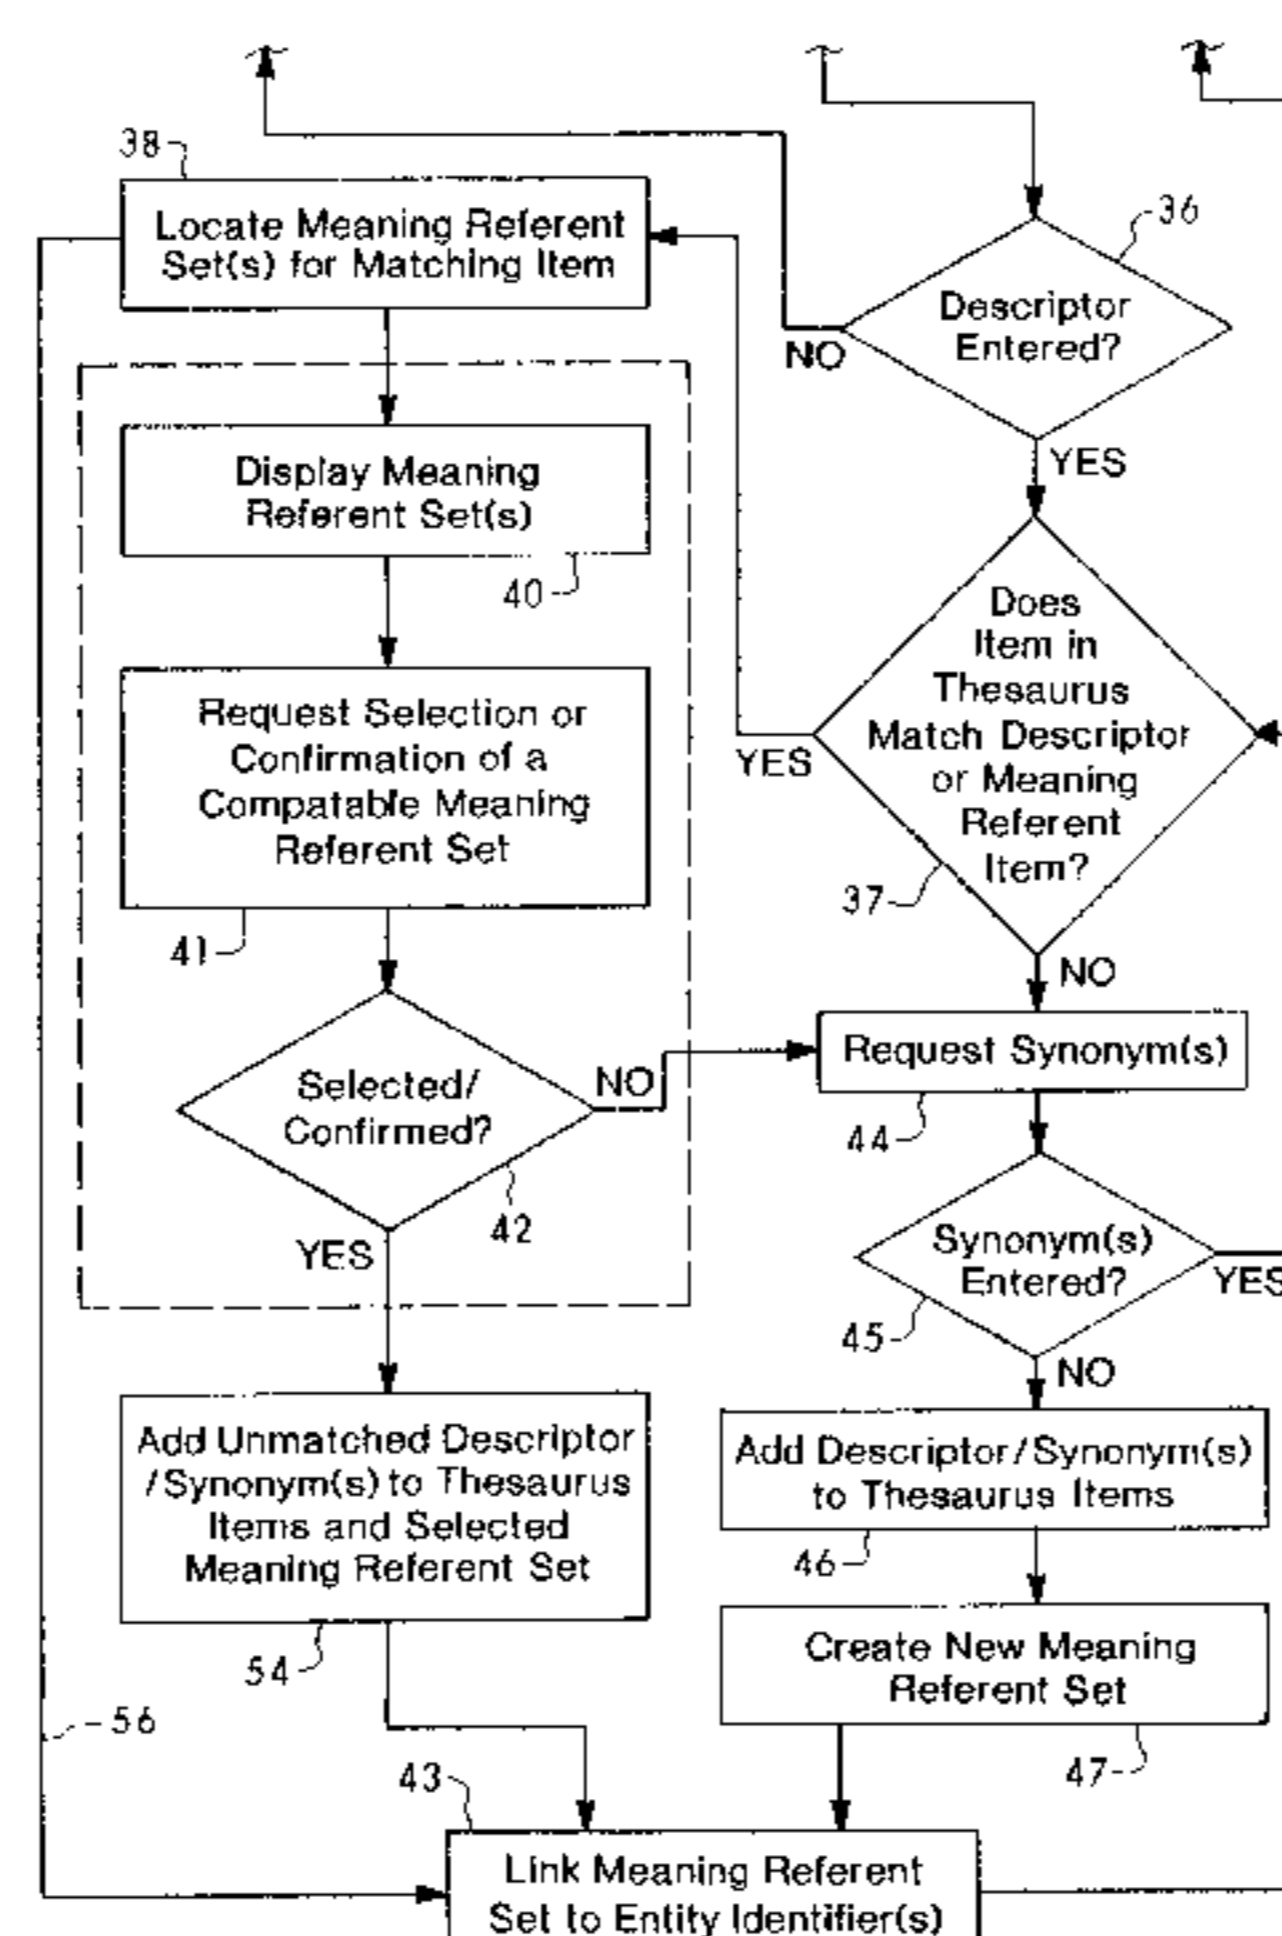 38
Locate Meaning Referent
Set(s) for Matching Item
36
Descriptor
Entered?
NO
YES
Display Meaning
Referent Set(s)
40
Does
Item in
Thesaurus
Match Descriptor
or Meaning
Referent
Item?
YES
37
NO
Request Selection or
Confirmation of a
Compatable Meaning
Referent Set
41
Selected/
Confirmed?
NO
42
YES
Request Synonym(s)
44
Synonym(s)
Entered?
YES
45
NO
Add Unmatched Descriptor
/Synonym(s) to Thesaurus
Items and Selected
Meaning Referent Set
54
Add Descriptor/Synonym(s)
to Thesaurus Items
46
Create New Meaning
Referent Set
47
56
43
Link Meaning Referent
Set to Entity Identifier(s)